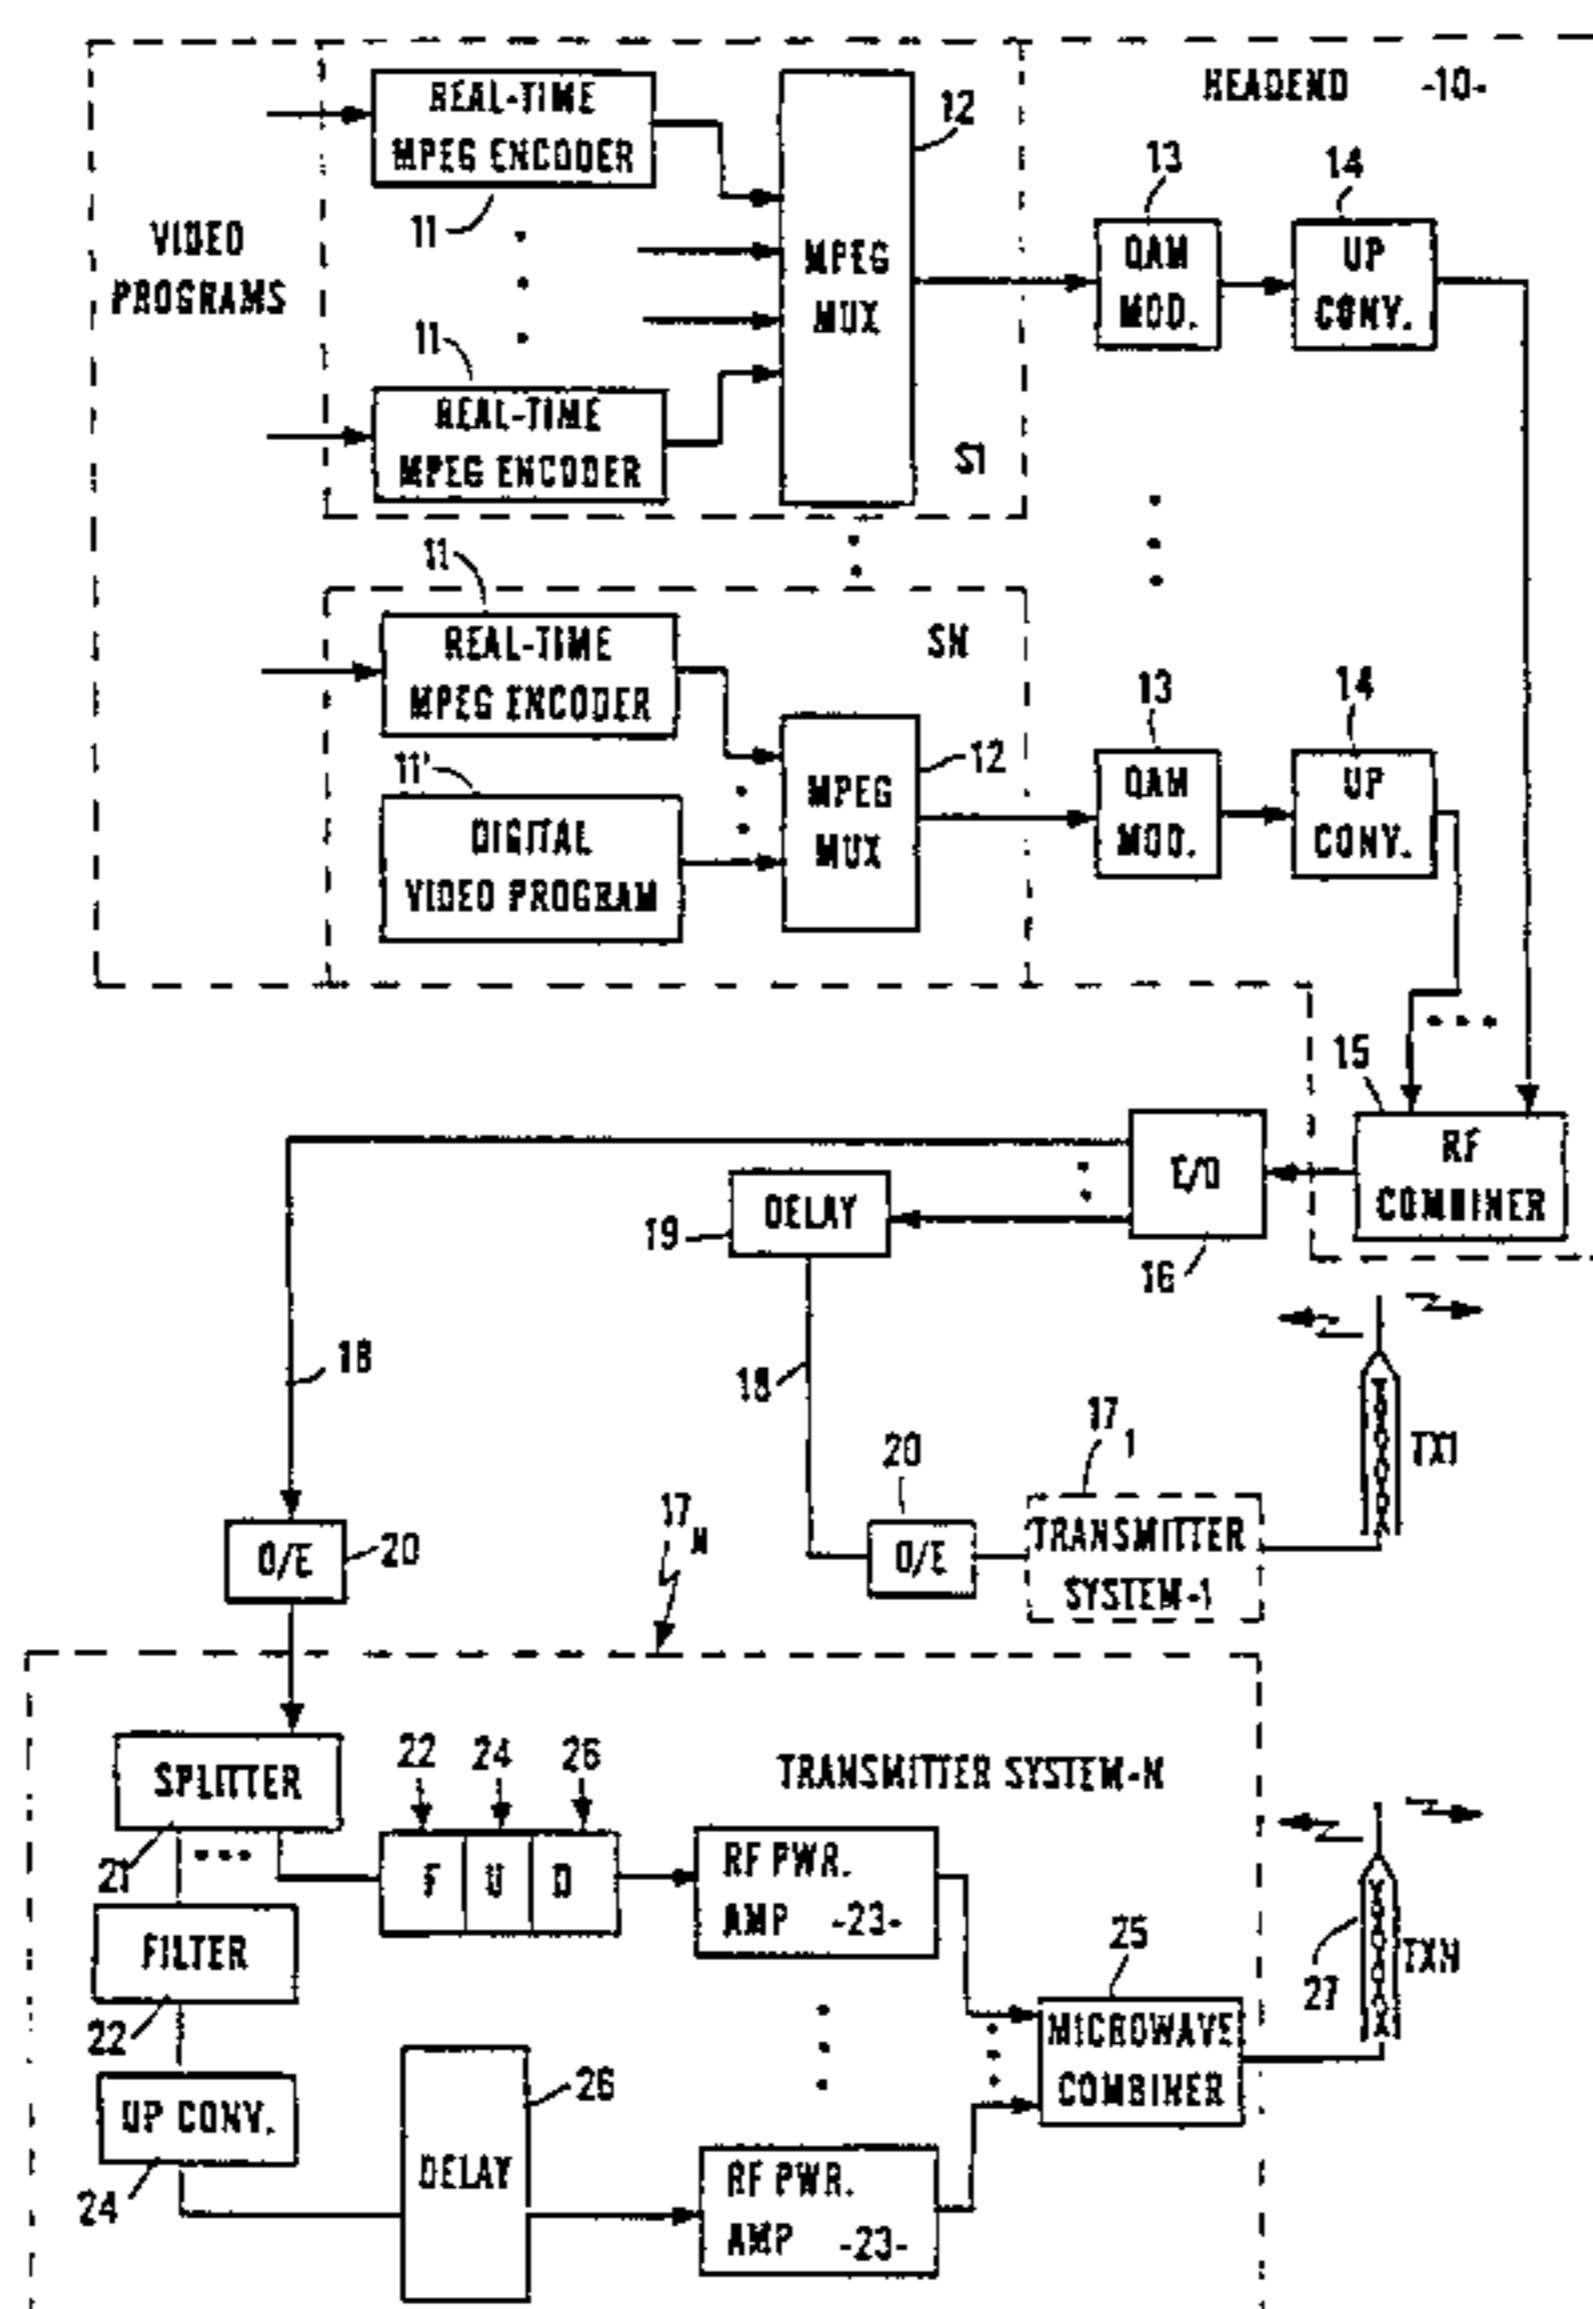 HEADEND -10-
REAL-TIME
MPEG ENCODER
11
12
13
14
VIDEO
PROGRAMS
MPEG
MUX
QAM
MOD.
UP
CONV.
11
REAL-TIME
MPEG ENCODER
S1
11
REAL-TIME
MPEG ENCODER
SN
13
14
11'
DIGITAL
VIDEO PROGRAM
MPEG
MUX
12
QAM
MOD.
UP
CONV.
15
RF
COMBINER
E/O
16
DELAY
19
18
18
17 1
20
O/E
TRANSMITTER
SYSTEM-1
TX1
17 N
O/E
20
SPLITTER
21
22
24
26
F U D
TRANSMITTER SYSTEM-N
RF PWR.
AMP -23-
FILTER
22
25
MICROWAVE
COMBINER
27
TXN
UP CONV.
24
26
DELAY
RF PWR.
AMP -23-